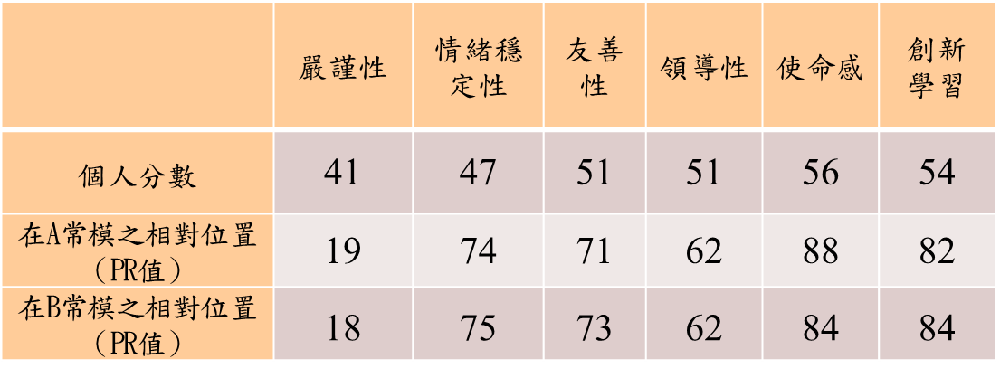 嚴謹性 情緒穩定性 友善性 領導性 使命感 創新學習
個人分數 41 47 51 51 56 54
在A常模之相對位置（PR值） 19 74 71 62 88 82
在B常模之相對位置（PR值） 18 75 73 62 84 84